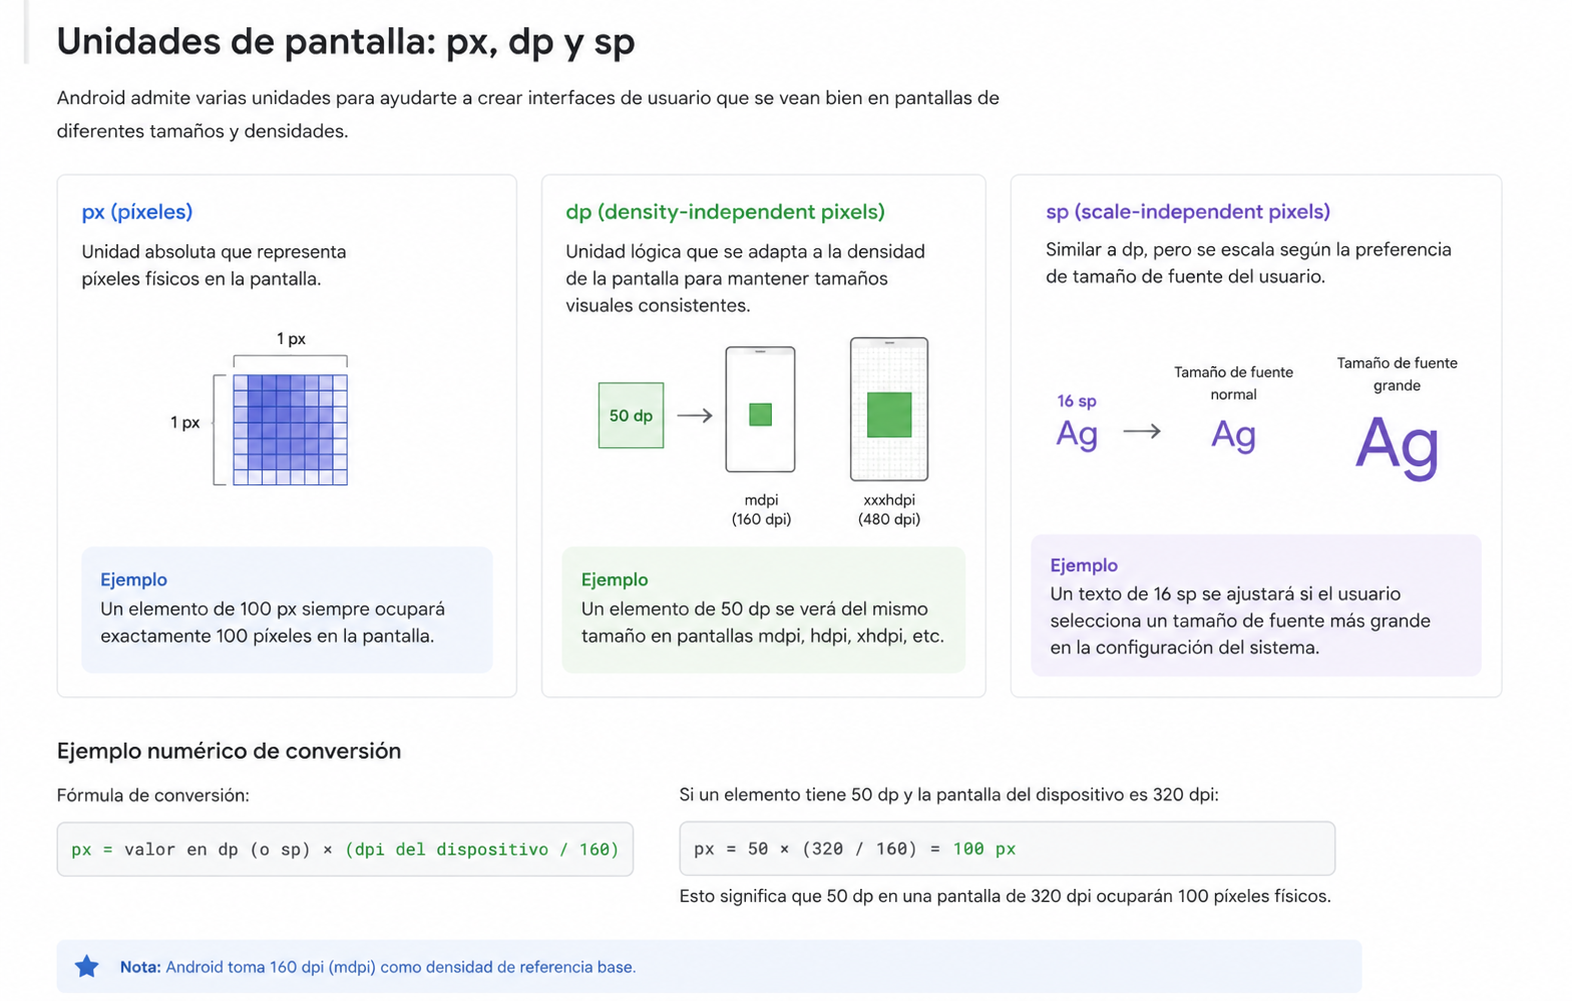 Unidades de pantalla: px, dp y sp
Android admite varias unidades para ayudarte a crear interfaces de usuario que se vean bien en pantallas de
diferentes tamaños y densidades.
px (píxeles)
Unidad absoluta que representa
píxeles físicos en la pantalla.
1 px
1 px
Ejemplo
Un elemento de 100 px siempre ocupará
exactamente 100 píxeles en la pantalla.
dp (density-independent pixels)
Unidad lógica que se adapta a la densidad
de la pantalla para mantener tamaños
visuales consistentes.
50 dp
mdpi
(160 dpi)
xxxhdpi
(480 dpi)
Ejemplo
Un elemento de 50 dp se verá del mismo
tamaño en pantallas mdpi, hdpi, xhdpi, etc.
sp (scale-independent pixels)
Similar a dp, pero se escala según la preferencia
de tamaño de fuente del usuario.
16 sp
Ag
Tamaño de fuente
normal
Ag
Tamaño de fuente
grande
Ag
Ejemplo
Un texto de 16 sp se ajustará si el usuario
selecciona un tamaño de fuente más grande
en la configuración del sistema.
Ejemplo numérico de conversión
Fórmula de conversión:
px = valor en dp (o sp) × (dpi del dispositivo / 160)
Si un elemento tiene 50 dp y la pantalla del dispositivo es 320 dpi:
px = 50 × (320 / 160) = 100 px
Esto significa que 50 dp en una pantalla de 320 dpi ocuparán 100 píxeles físicos.
Nota: Android toma 160 dpi (mdpi) como densidad de referencia base.